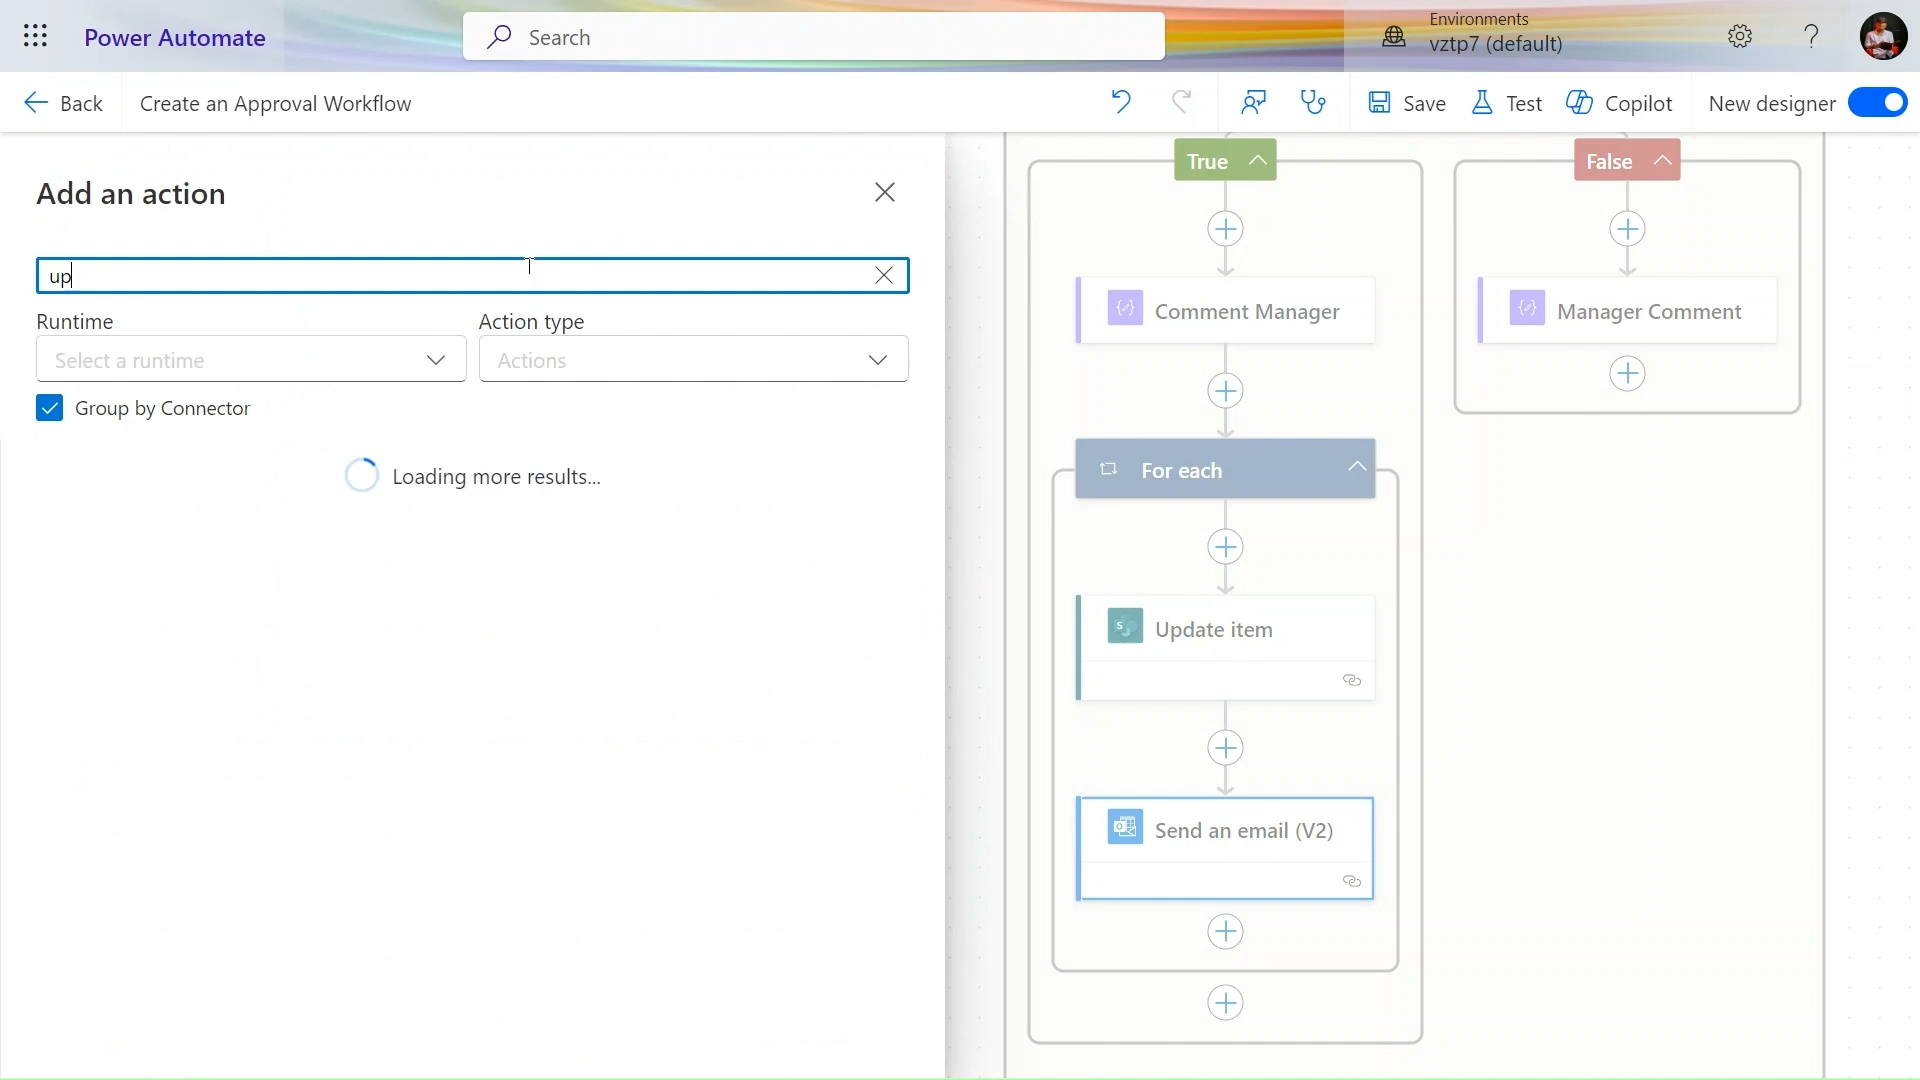 Power Automate
Search
Environments
vztp7 (default)
?
Back
Create an Approval Workflow
Save
Test
Copilot
New designer
Add an action
up
Runtime
Action type
Select a runtime
Actions
Group by Connector
Loading more results...
True
False
Comment Manager
Manager Comment
For each
S
Update item
Send an email (V2)